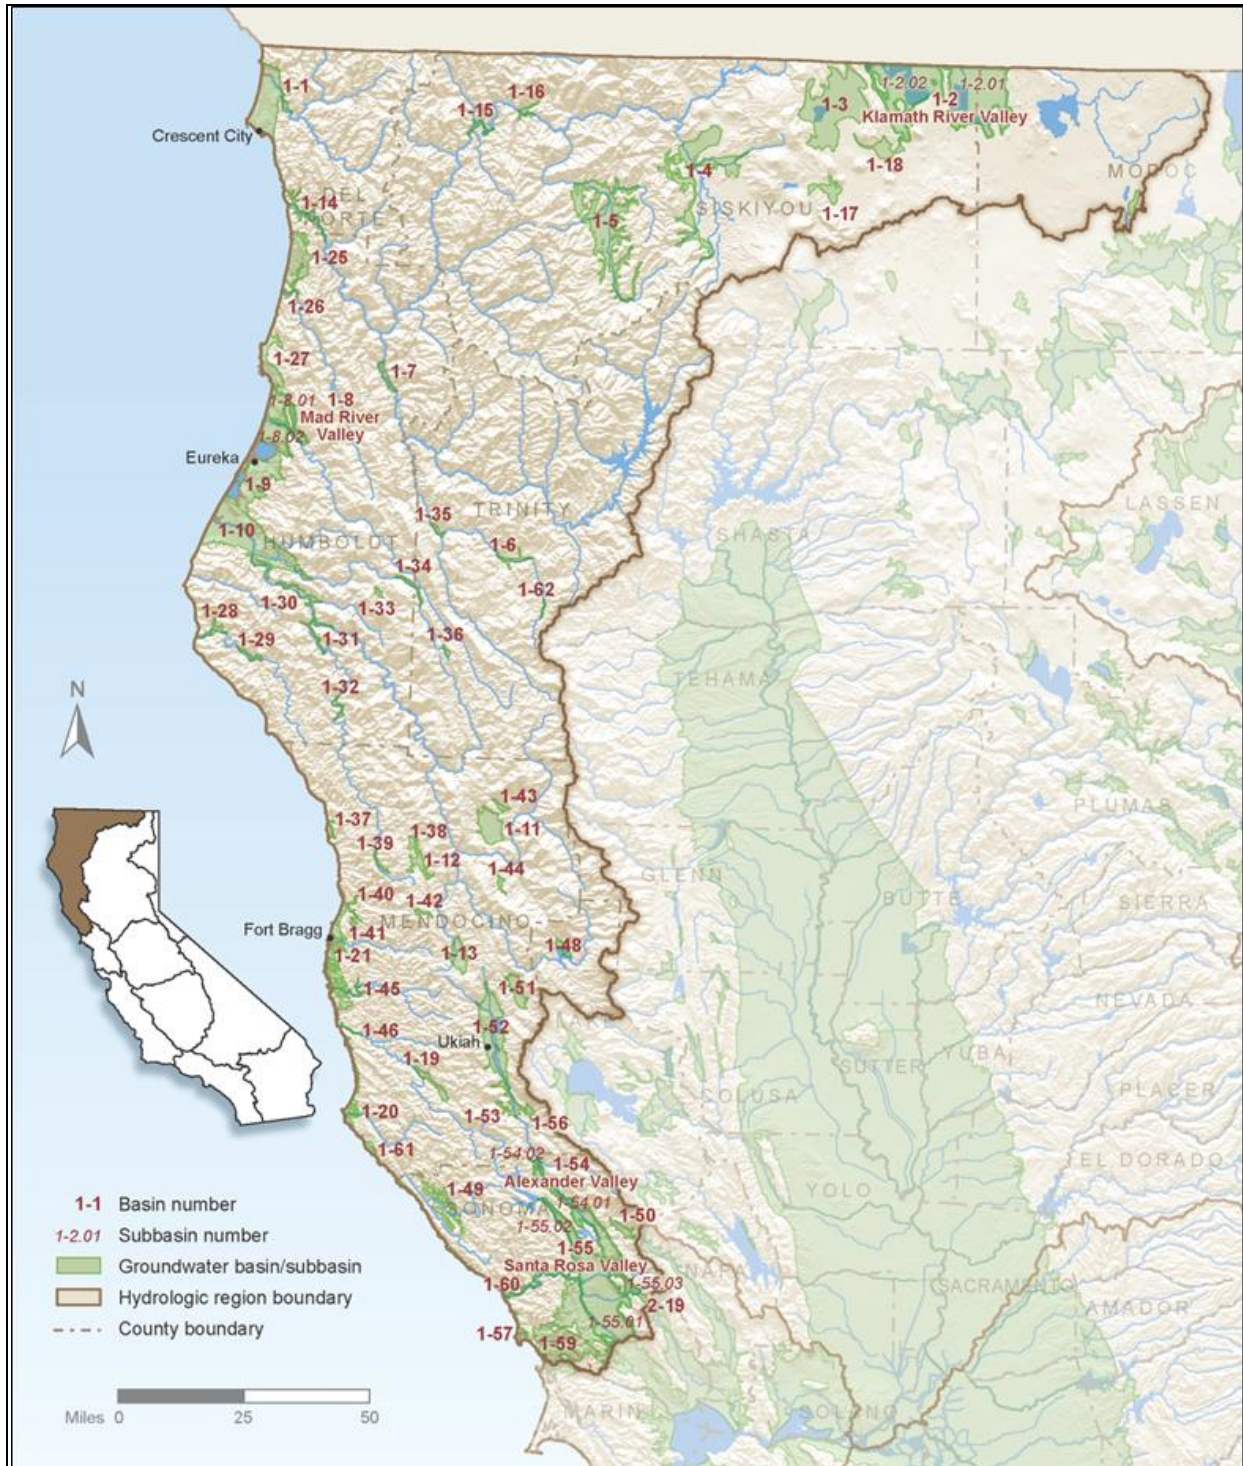 1-1
1-16
1-15
1-2.02
1-2.01
1-3
1-2
Klamath River Valley
Crescent City
1-18
1-4
MODOC
DEL
NORTE
1-14
SISKIYOU
1-17
1-5
1-25
1-26
1-27
1-7
1-8.01
1-8
Mad River
Valley
1-8.02
Eureka
1-9
LASSEN
1-35
TRINITY
1-10
HUMBOLDT
SHASTA
1-6
1-34
1-62
1-28
1-30
1-33
1-29
1-31
1-36
TEHAMA
1-32
N
1-43
PLUMAS
1-37
1-38
1-11
1-39
1-12
1-44
GLENN
1-40
1-42
BUTTE
SIERRA
MENDOCINO
Fort Bragg
1-41
1-48
1-21
1-13
1-45
1-51
NEVADA
1-46
1-52
LAKE
Ukiah
1-19
YUBA
SUTTER
COLUSA
PLACER
1-20
1-53
1-56
1-61
1-54.02
1-54
EL DORADO
Alexander Valley
1-49
YOLO
1-1 Basin number
SONOMA
1-54.01
1-50
1-2.01 Subbasin number
1-55.02
1-55
Groundwater basin/subbasin
Santa Rosa Valley
NAPA
1-60
1-55.03
SACRAMENTO
Hydrologic region boundary
2-19
AMADOR
1-55.01
County boundary
1-57
1-59
Miles 0 25 50
MARIN
SOLANO